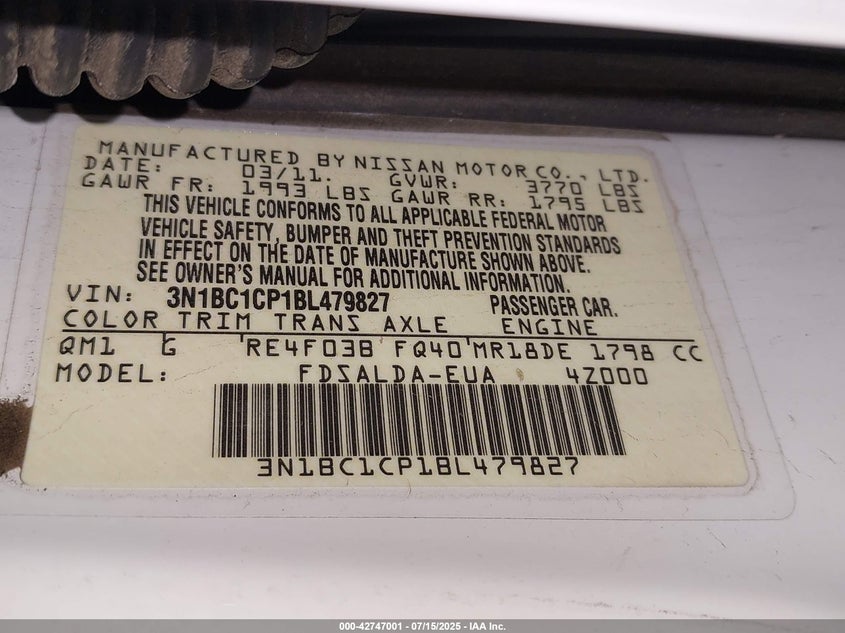 MANUFACTURED BY NISSAN MOTOR CO., LTD.
DATE: 03/11. GVWR: 3770 LBS
GAWR FR: 1993 LBS GAWR RR: 1795 LBS
THIS VEHICLE CONFORMS TO ALL APPLICABLE FEDERAL MOTOR
VEHICLE SAFETY, BUMPER AND THEFT PREVENTION STANDARDS
IN EFFECT ON THE DATE OF MANUFACTURE SHOWN ABOVE.
SEE OWNER'S MANUAL FOR ADDITIONAL INFORMATION.
VIN: 3N1BC1CP1BL479827 PASSENGER CAR.
COLOR TRIM TRANS AXLE ENGINE
QM1 G RE4F03B FQ40 MR18DE 1798 CC
MODEL: FDSALDA-EUA 4Z000
3N1BC1CP1BL479827
000-42747001 - 07/15/2025 - IAA Inc.